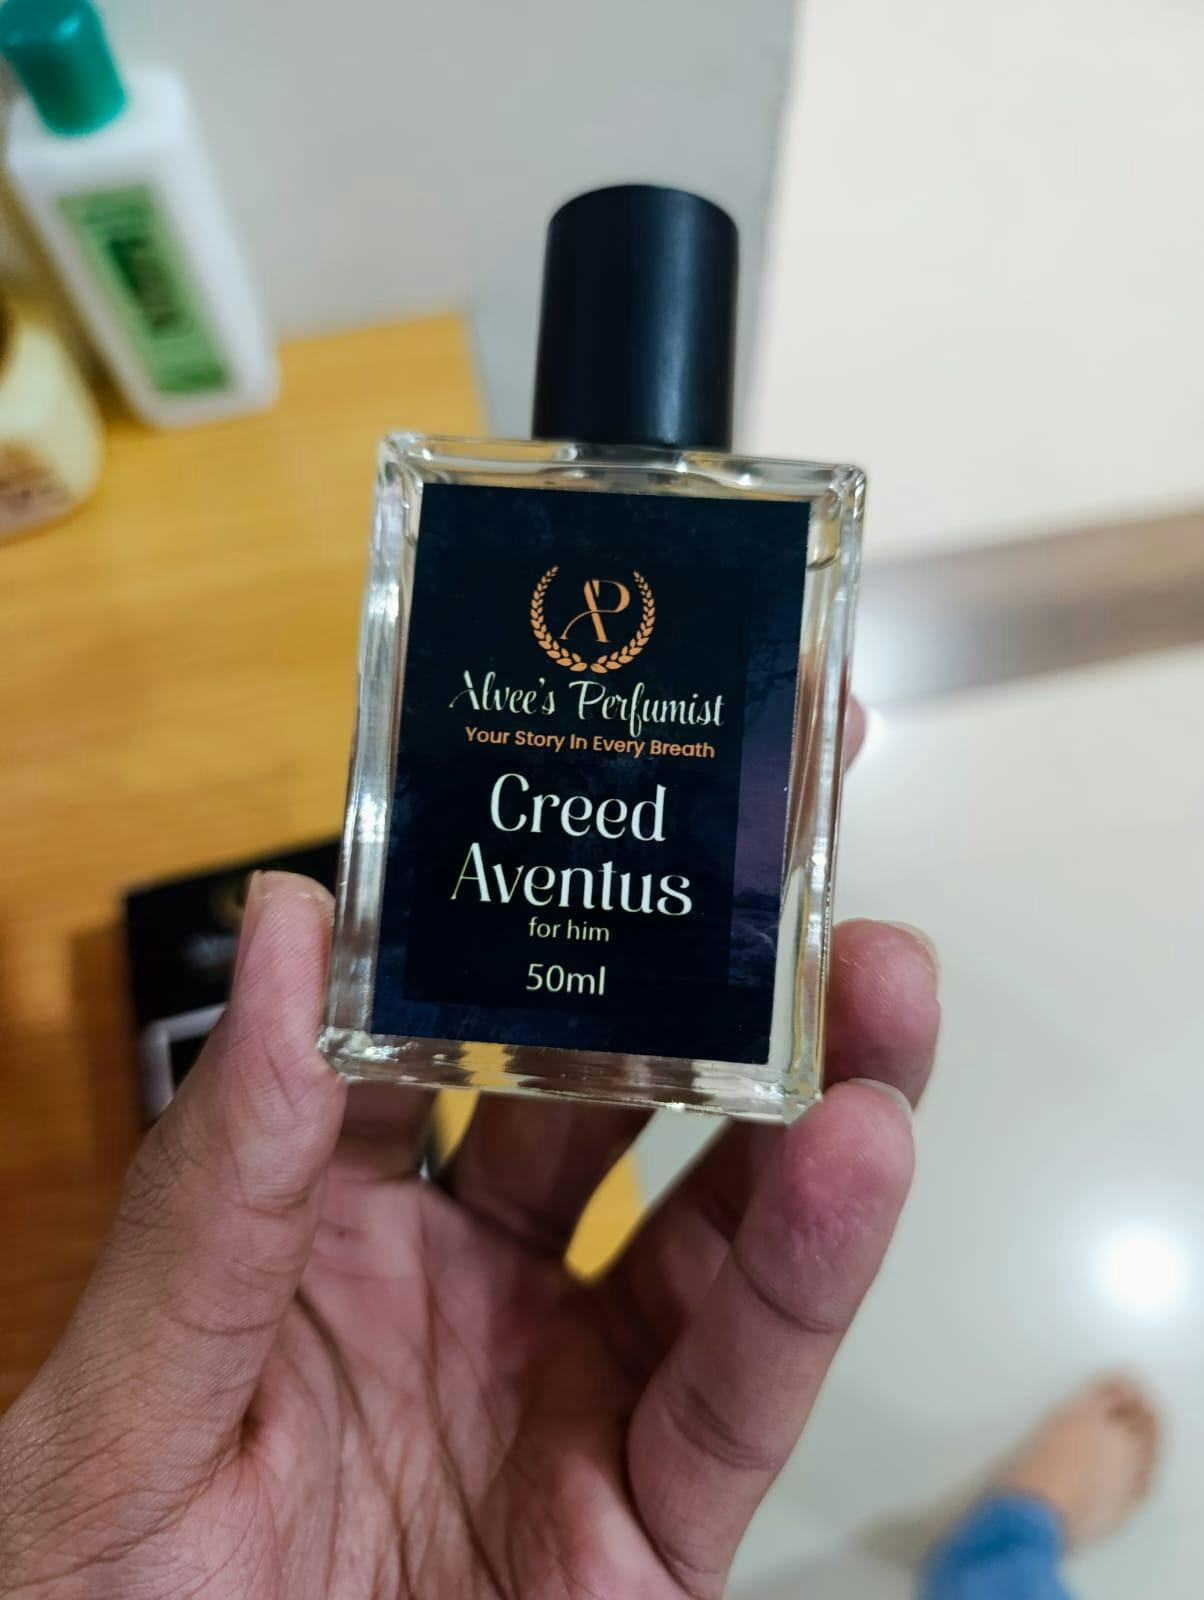 AP
Alvee's Perfumist
Your Story In Every Breath
Creed
Aventus
for him
50ml